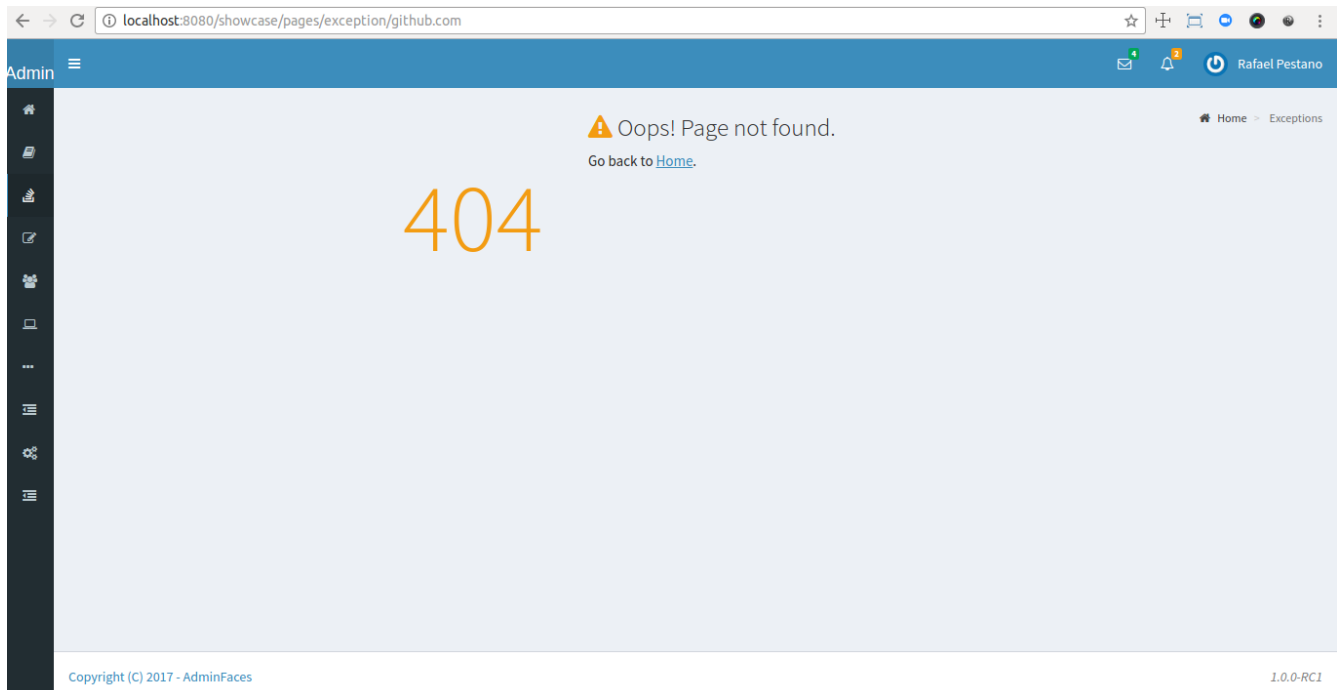 localhost:8080/showcase/pages/exception/github.com
Admin
4
2
Rafael Pestano
Oops! Page not found.
Home > Exceptions
Go back to Home.
404
Copyright (C) 2017 - AdminFaces
1.0.0-RC1